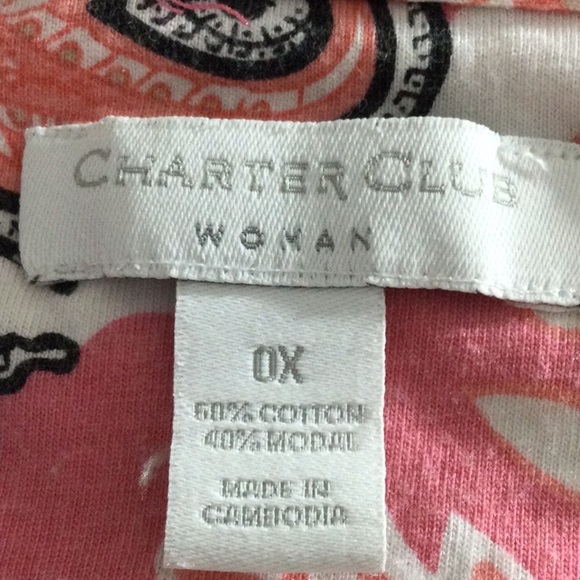 CHARTER CLUB
WOMAN
0X
60% COTTON
40% MODAL
MADE IN
CAMBODIA